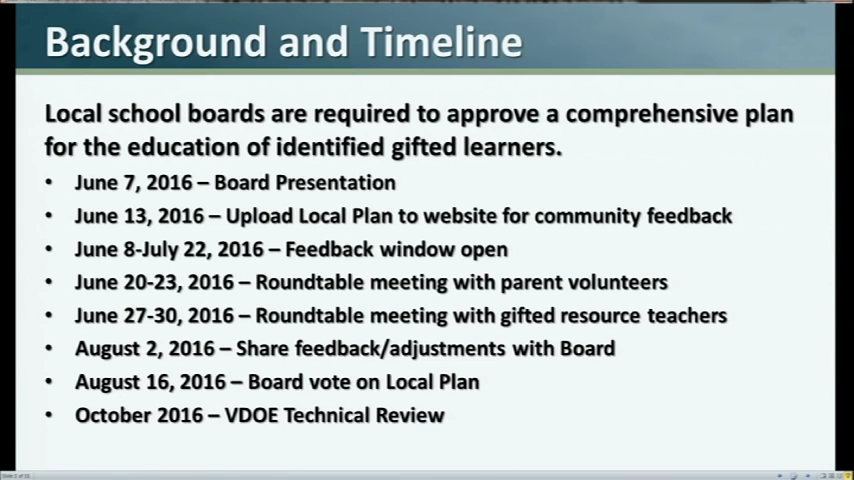 Background and Timeline
Local school boards are required to approve a comprehensive plan
for the education of identified gifted learners.
• June 7, 2016 – Board Presentation
• June 13, 2016 – Upload Local Plan to website for community feedback
• June 8-July 22, 2016 – Feedback window open
• June 20-23, 2016 – Roundtable meeting with parent volunteers
• June 27-30, 2016 – Roundtable meeting with gifted resource teachers
• August 2, 2016 – Share feedback/adjustments with Board
• August 16, 2016 – Board vote on Local Plan
• October 2016 – VDOE Technical Review